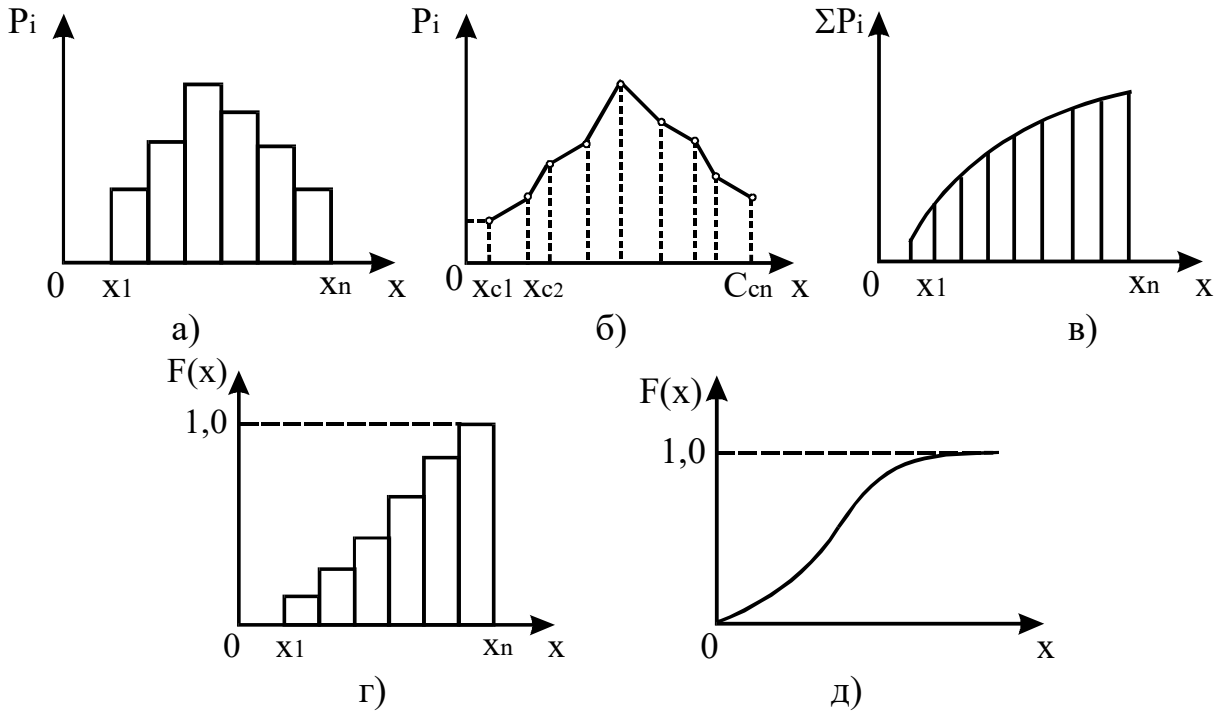 Pi
Pi
ΣPi
0 x1 xn x
0 xc1 xc2 Ccn x
0 x1 xn x
а)
б)
в)
F(x)
1,0
F(x)
1,0
0 x1 xn x
0 x
г)
д)